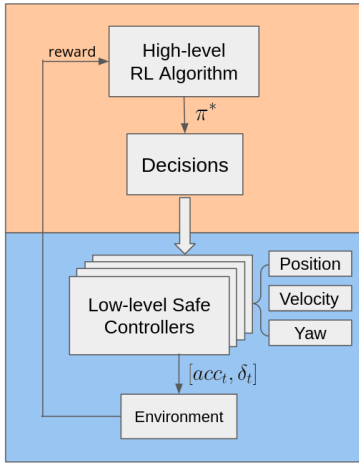 reward
High-level
RL Algorithm
π*
Decisions
Low-level Safe
Controllers
Position
Velocity
Yaw
[acc_t, δ_t]
Environment